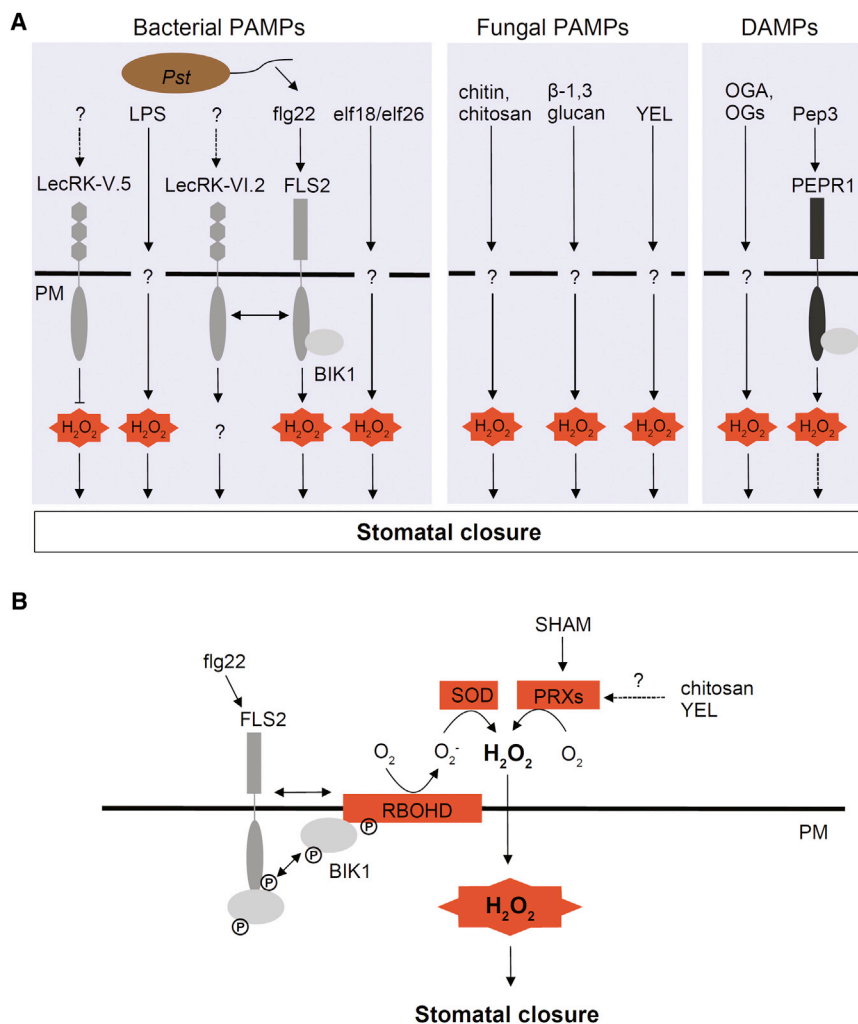 A
Bacterial PAMPs
Fungal PAMPs
DAMPs
Pst
? LPS ? flg22 elf18/elf26
chitin,
chitosan
β-1,3
glucan
YEL
OGA,
OGs
Pep3
LecRK-V.5 LecRK-VI.2 FLS2
PEPR1
? ? ? ? ? ?
PM
BIK1
H₂O₂ H₂O₂ ? H₂O₂ H₂O₂ H₂O₂ H₂O₂ H₂O₂ H₂O₂ H₂O₂
Stomatal closure
B
SHAM
flg22
SOD PRXs ? chitosan
YEL
FLS2
O₂ O₂⁻ H₂O₂ O₂
RBOHD
PM
P
P
BIK1
P
P
H₂O₂
Stomatal closure